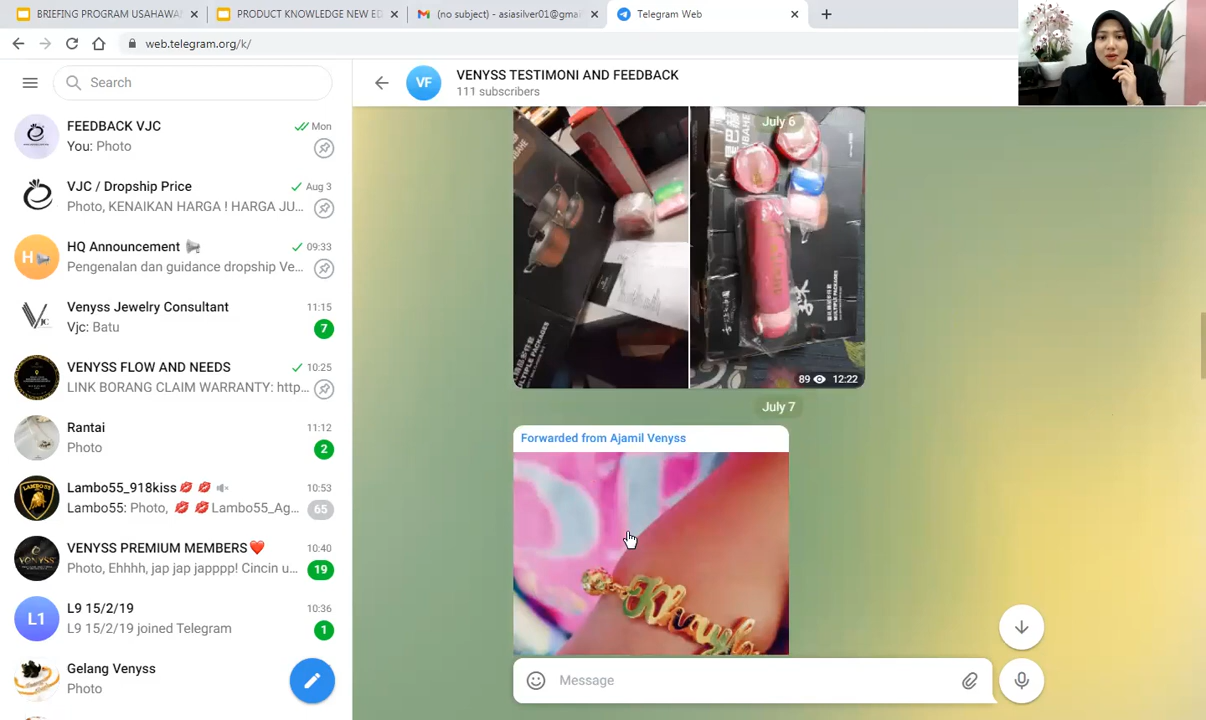 BRIEFING PROGRAM USAHAWA
PRODUCT KNOWLEDGE NEW ED
(no subject) - asiasilver01@gmai
Telegram Web
web.telegram.org/k/
Search
FEEDBACK VJC
Mon
You: Photo
VJC / Dropship Price
Aug 3
Photo, KENAIKAN HARGA ! HARGA JU...
HQ Announcement
09:33
Pengenalan dan guidance dropship Ve...
Venyss Jewelry Consultant
11:15
Vjc: Batu
7
VENYSS FLOW AND NEEDS
10:25
LINK BORANG CLAIM WARRANTY: http...
Rantai
11:12
Photo
2
Lambo55_918kiss💋 💋
10:53
Lambo55: Photo, 💋 💋Lambo55_Ag...
65
VENYSS PREMIUM MEMBERS❤️
10:40
Photo, Ehhhh, jap jap japppp! Cincin u...
19
L9 15/2/19
10:36
L9 15/2/19 joined Telegram
1
Gelang Venyss
Photo
VF
VENYSS TESTIMONI AND FEEDBACK
111 subscribers
July 6
MULTIPLE PACKAGES
89
12:22
July 7
Forwarded from Ajamil Venyss
Message